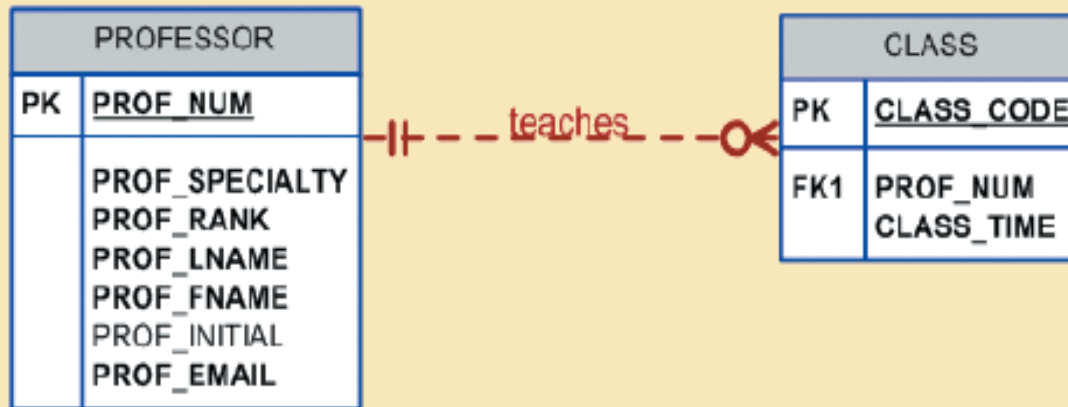 PROFESSOR
PK PROF_NUM
PROF_SPECIALTY
PROF_RANK
PROF_LNAME
PROF_FNAME
PROF_INITIAL
PROF_EMAIL
teaches
CLASS
PK CLASS_CODE
FK1 PROF_NUM
CLASS_TIME